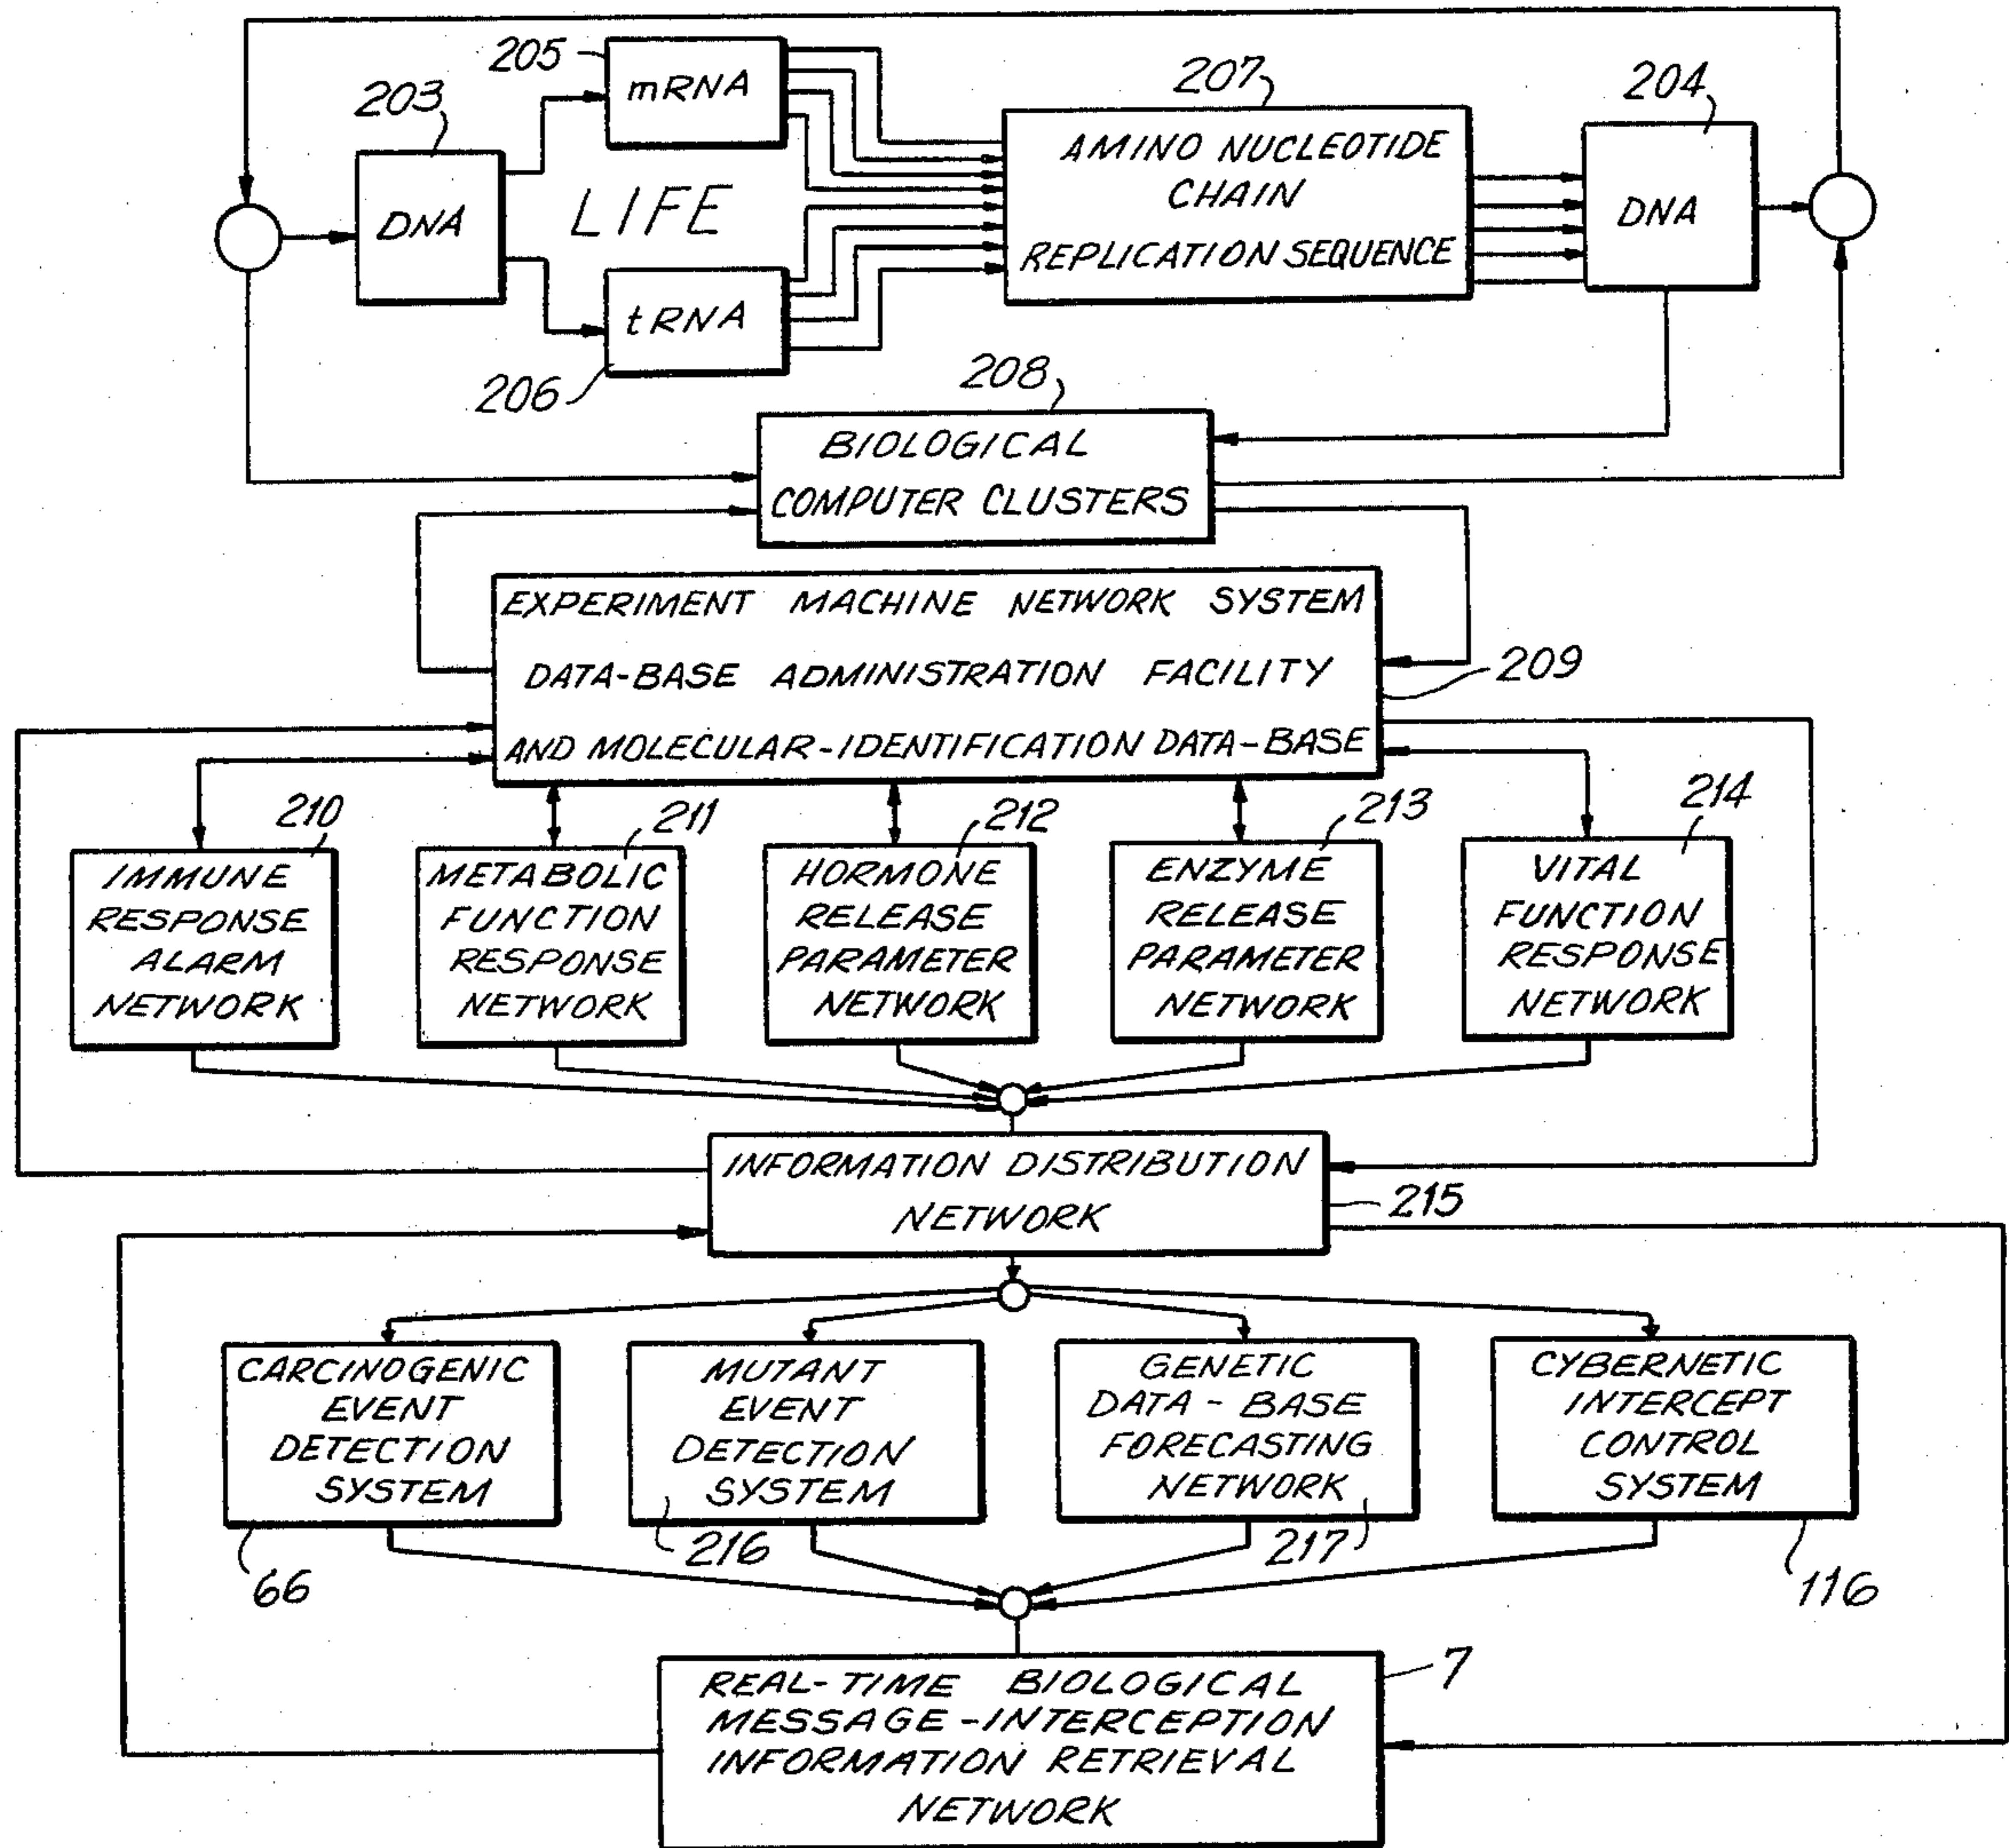 205
mRNA
203
DNA
LIFE
tRNA
206
207
AMINO NUCLEOTIDE
CHAIN
REPLICATION SEQUENCE
204
DNA
208
BIOLOGICAL
COMPUTER CLUSTERS
EXPERIMENT MACHINE NETWORK SYSTEM
DATA-BASE ADMINISTRATION FACILITY
AND MOLECULAR-IDENTIFICATION DATA-BASE
209
210
IMMUNE
RESPONSE
ALARM
NETWORK
211
METABOLIC
FUNCTION
RESPONSE
NETWORK
212
HORMONE
RELEASE
PARAMETER
NETWORK
213
ENZYME
RELEASE
PARAMETER
NETWORK
214
VITAL
FUNCTION
RESPONSE
NETWORK
INFORMATION DISTRIBUTION
NETWORK
215
CARCINOGENIC
EVENT
DETECTION
SYSTEM
66
MUTANT
EVENT
DETECTION
SYSTEM
216
GENETIC
DATA-BASE
FORECASTING
NETWORK
217
CYBERNETIC
INTERCEPT
CONTROL
SYSTEM
116
REAL-TIME BIOLOGICAL
MESSAGE-INTERCEPTION
INFORMATION RETRIEVAL
NETWORK
7